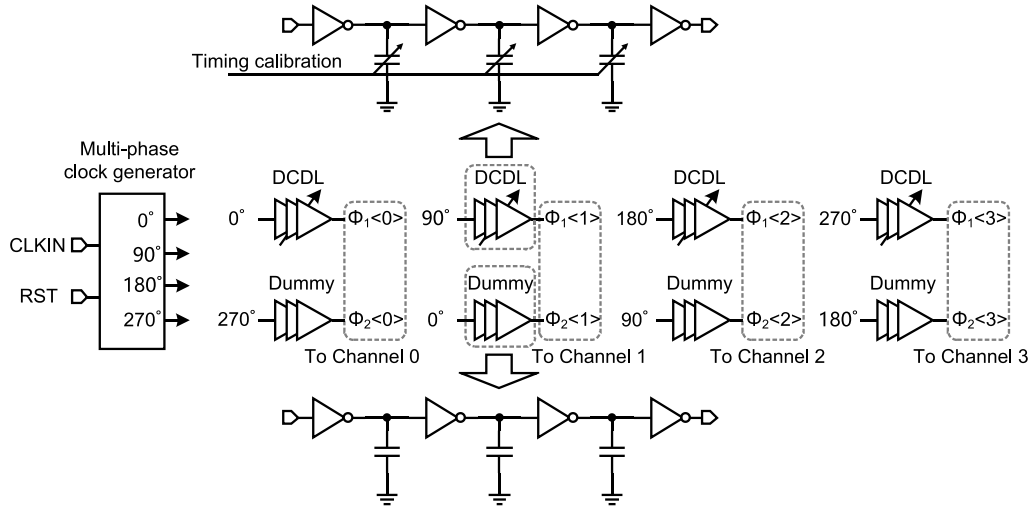 Timing calibration
Multi-phase
clock generator
CLKIN
RST
0°
90°
180°
270°
DCDL
0°
Φ1<0>
Dummy
270°
Φ2<0>
To Channel 0
DCDL
90°
Φ1<1>
Dummy
0°
Φ2<1>
To Channel 1
DCDL
180°
Φ1<2>
Dummy
90°
Φ2<2>
To Channel 2
DCDL
270°
Φ1<3>
Dummy
180°
Φ2<3>
To Channel 3